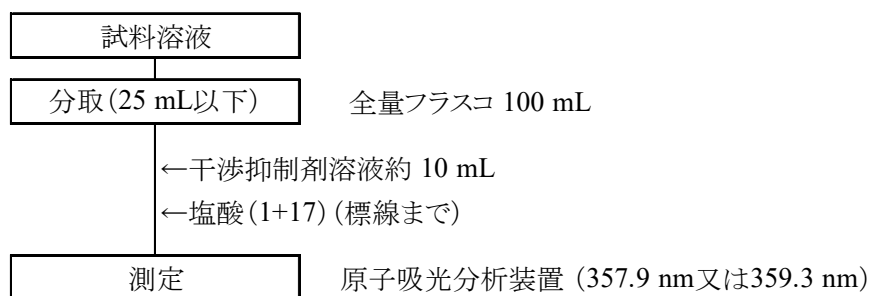 試料溶液
分取(25 mL以下) 全量フラスコ 100 mL
←干渉抑制剤溶液約 10 mL
←塩酸(1+17)(標線まで)
測定 原子吸光分析装置 (357.9 nm又は359.3 nm)